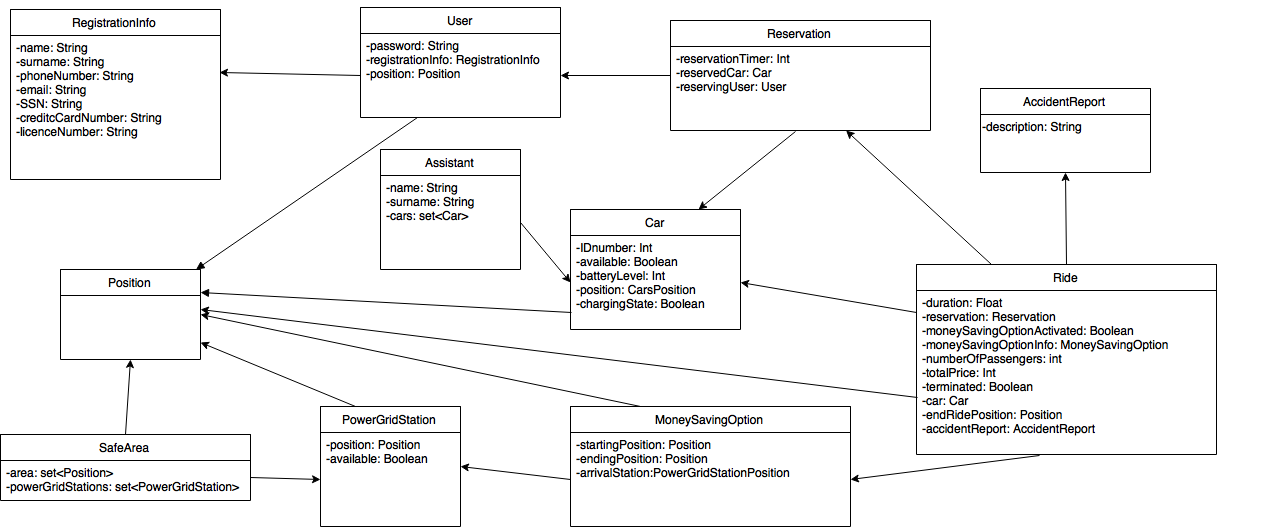 RegistrationInfo
-name: String
-surname: String
-phoneNumber: String
-email: String
-SSN: String
-creditcCardNumber: String
-licenceNumber: String
User
-password: String
-registrationInfo: RegistrationInfo
-position: Position
Reservation
-reservationTimer: Int
-reservedCar: Car
-reservingUser: User
AccidentReport
-description: String
Assistant
-name: String
-surname: String
-cars: set<Car>
Car
-IDnumber: Int
-available: Boolean
-batteryLevel: Int
-position: CarsPosition
-chargingState: Boolean
Position
Ride
-duration: Float
-reservation: Reservation
-moneySavingOptionActivated: Boolean
-moneySavingOptionInfo: MoneySavingOption
-numberOfPassengers: int
-totalPrice: Int
-terminated: Boolean
-car: Car
-endRidePosition: Position
-accidentReport: AccidentReport
SafeArea
-area: set<Position>
-powerGridStations: set<PowerGridStation>
PowerGridStation
-position: Position
-available: Boolean
MoneySavingOption
-startingPosition: Position
-endingPosition: Position
-arrivalStation:PowerGridStationPosition